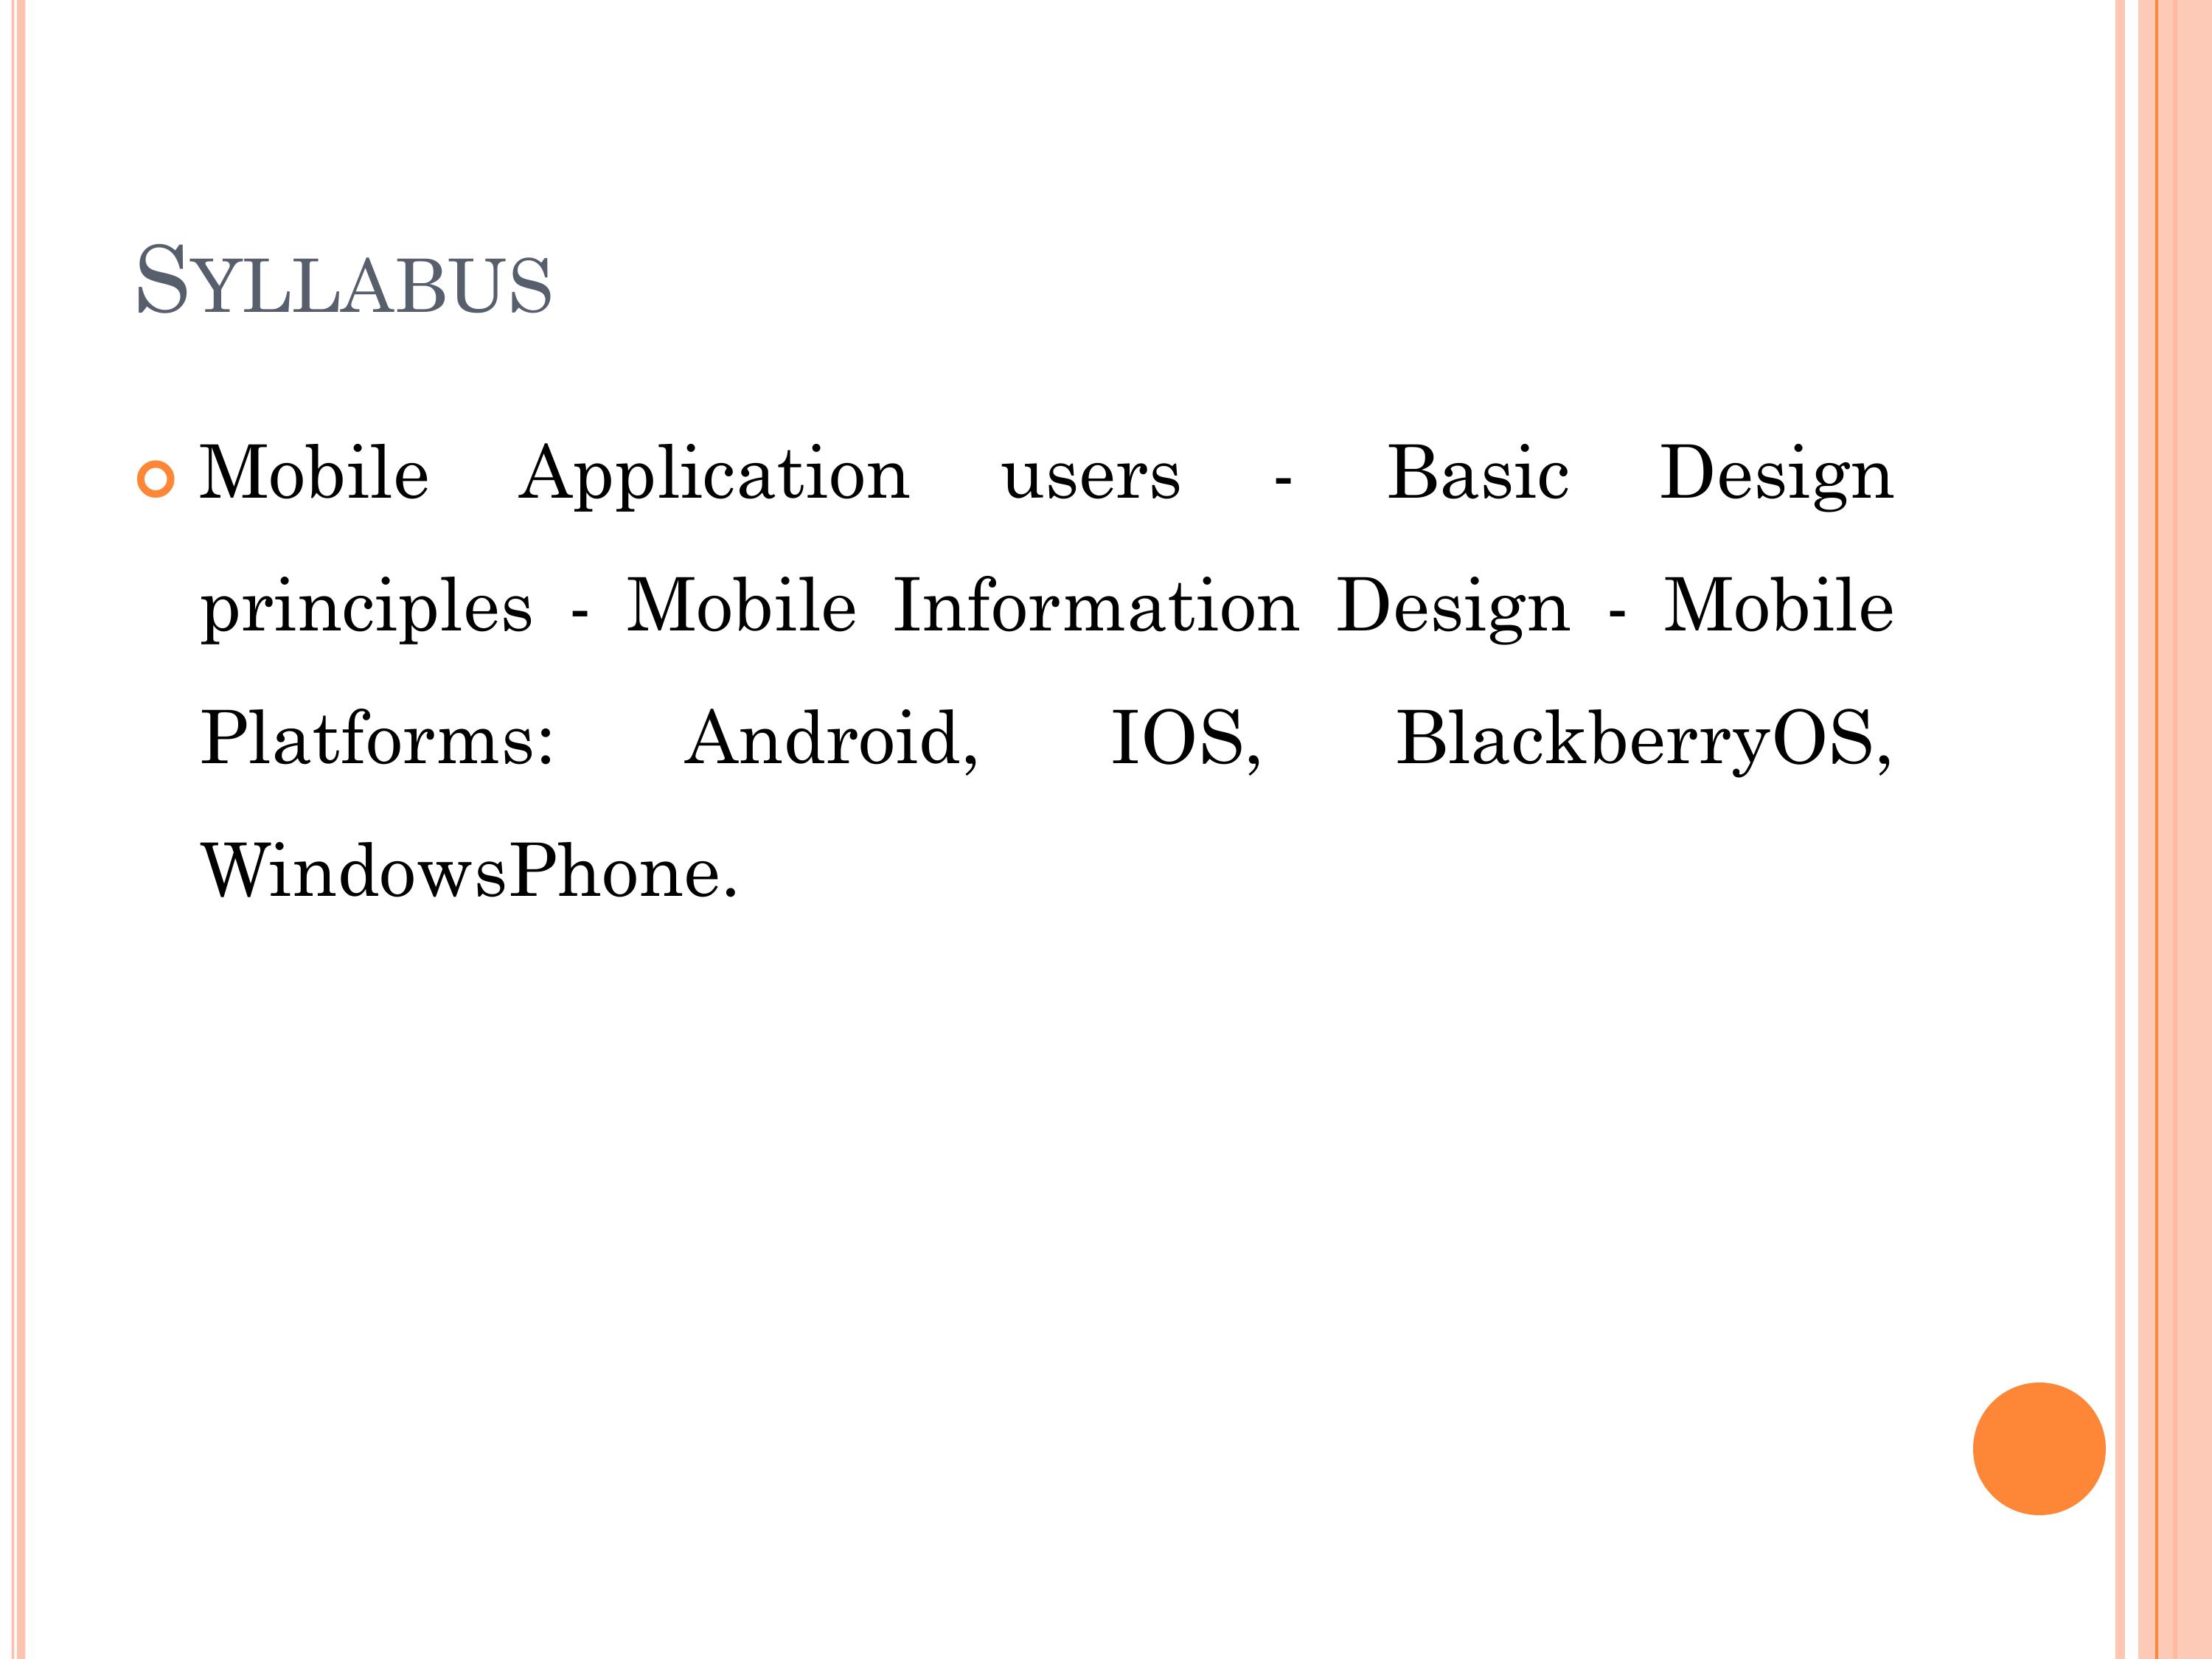 Syllabus
Mobile Application users - Basic Design
principles - Mobile Information Design - Mobile
Platforms: Android, IOS, BlackberryOS,
WindowsPhone.